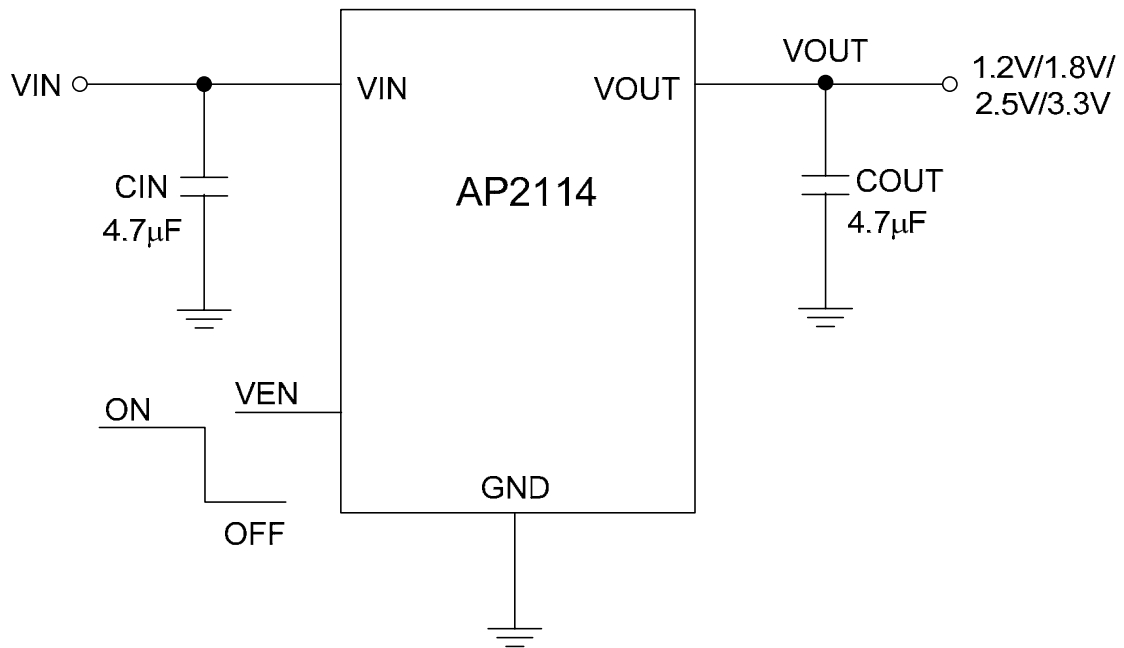 VIN
VIN
CIN
4.7μF
AP2114
VOUT
VOUT
1.2V/1.8V/
2.5V/3.3V
COUT
4.7μF
VEN
ON
OFF
GND